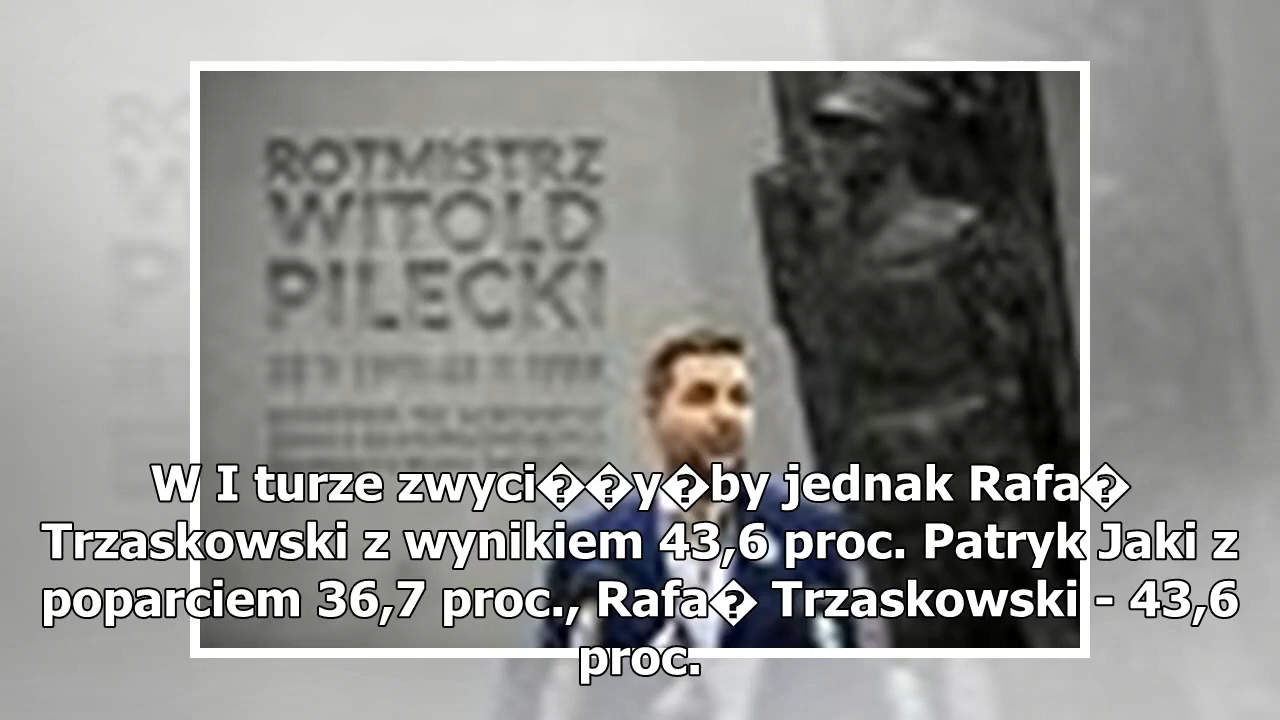 ROTMISTRZ
WITOLD
PILECKI
W I turze zwyci��y�by jednak Rafa�
Trzaskowski z wynikiem 43,6 proc. Patryk Jaki z
poparciem 36,7 proc., Rafa� Trzaskowski - 43,6
proc.